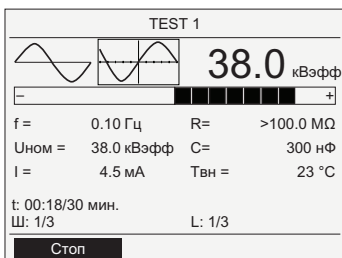 TEST 1
38.0 кВэфф
– +
f = 0.10 Гц R= >100.0 MΩ
Uном = 38.0 кВэфф C= 300 нФ
I = 4.5 мА Tвн = 23 °C
t: 00:18/30 мин.
Ш: 1/3 L: 1/3
Стоп